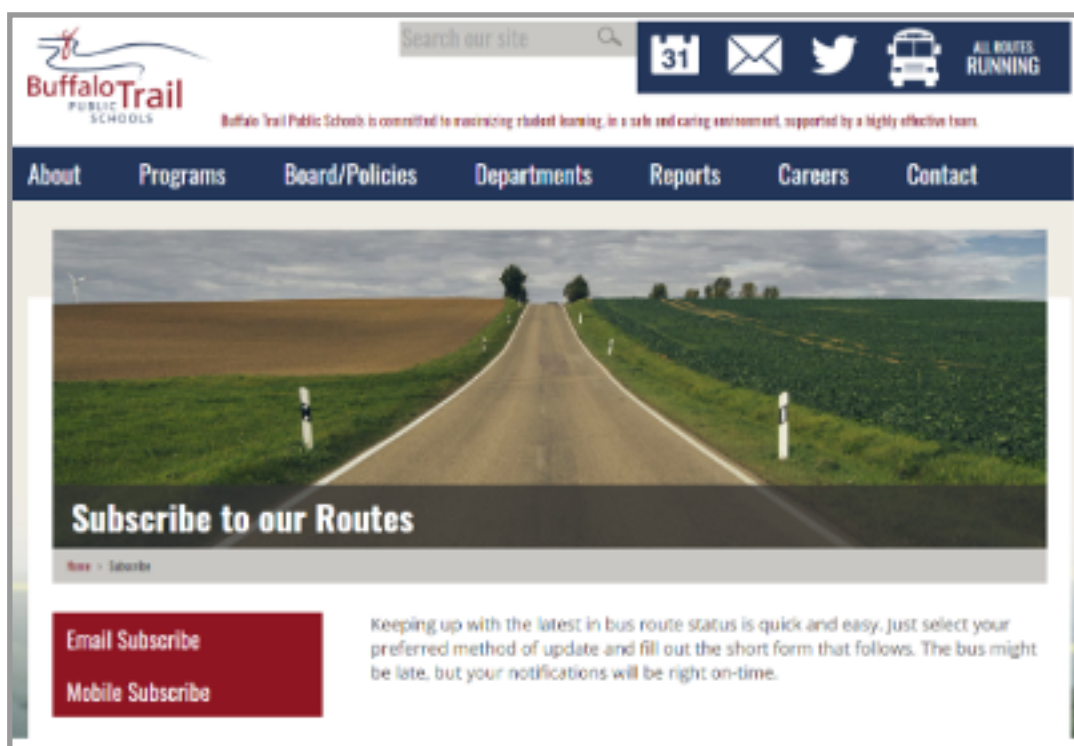 Search our site
31
ALL ROUTES
RUNNING
Buffalo Trail
PUBLIC
SCHOOLS
Buffalo Trail Public Schools is committed to maximizing student learning, in a safe and caring environment, supported by a highly effective team.
About Programs Board/Policies Departments Reports Careers Contact
Subscribe to our Routes
Home > Subscribe
Email Subscribe
Mobile Subscribe
Keeping up with the latest in bus route status is quick and easy. Just select your
preferred method of update and fill out the short form that follows. The bus might
be late, but your notifications will be right on-time.